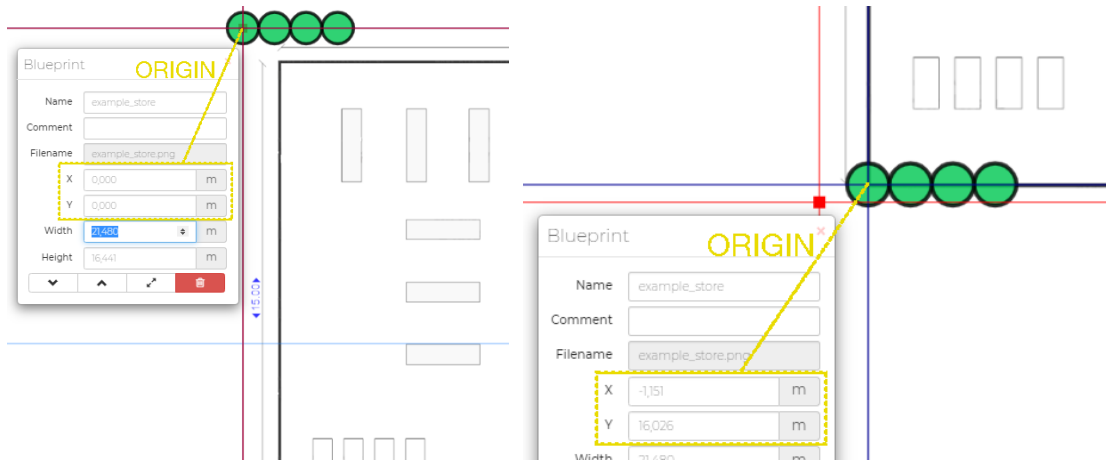 Blueprint
×
ORIGIN
Name
example_store
Comment
Filename
example_store.png
X
0,000
m
Y
0,000
m
Width
21,480
m
Height
16,441
m
15.00
Blueprint
×
ORIGIN
Name
example_store
Comment
Filename
example_store.png
X
-1,151
m
Y
16,026
m
Width
21,480
m